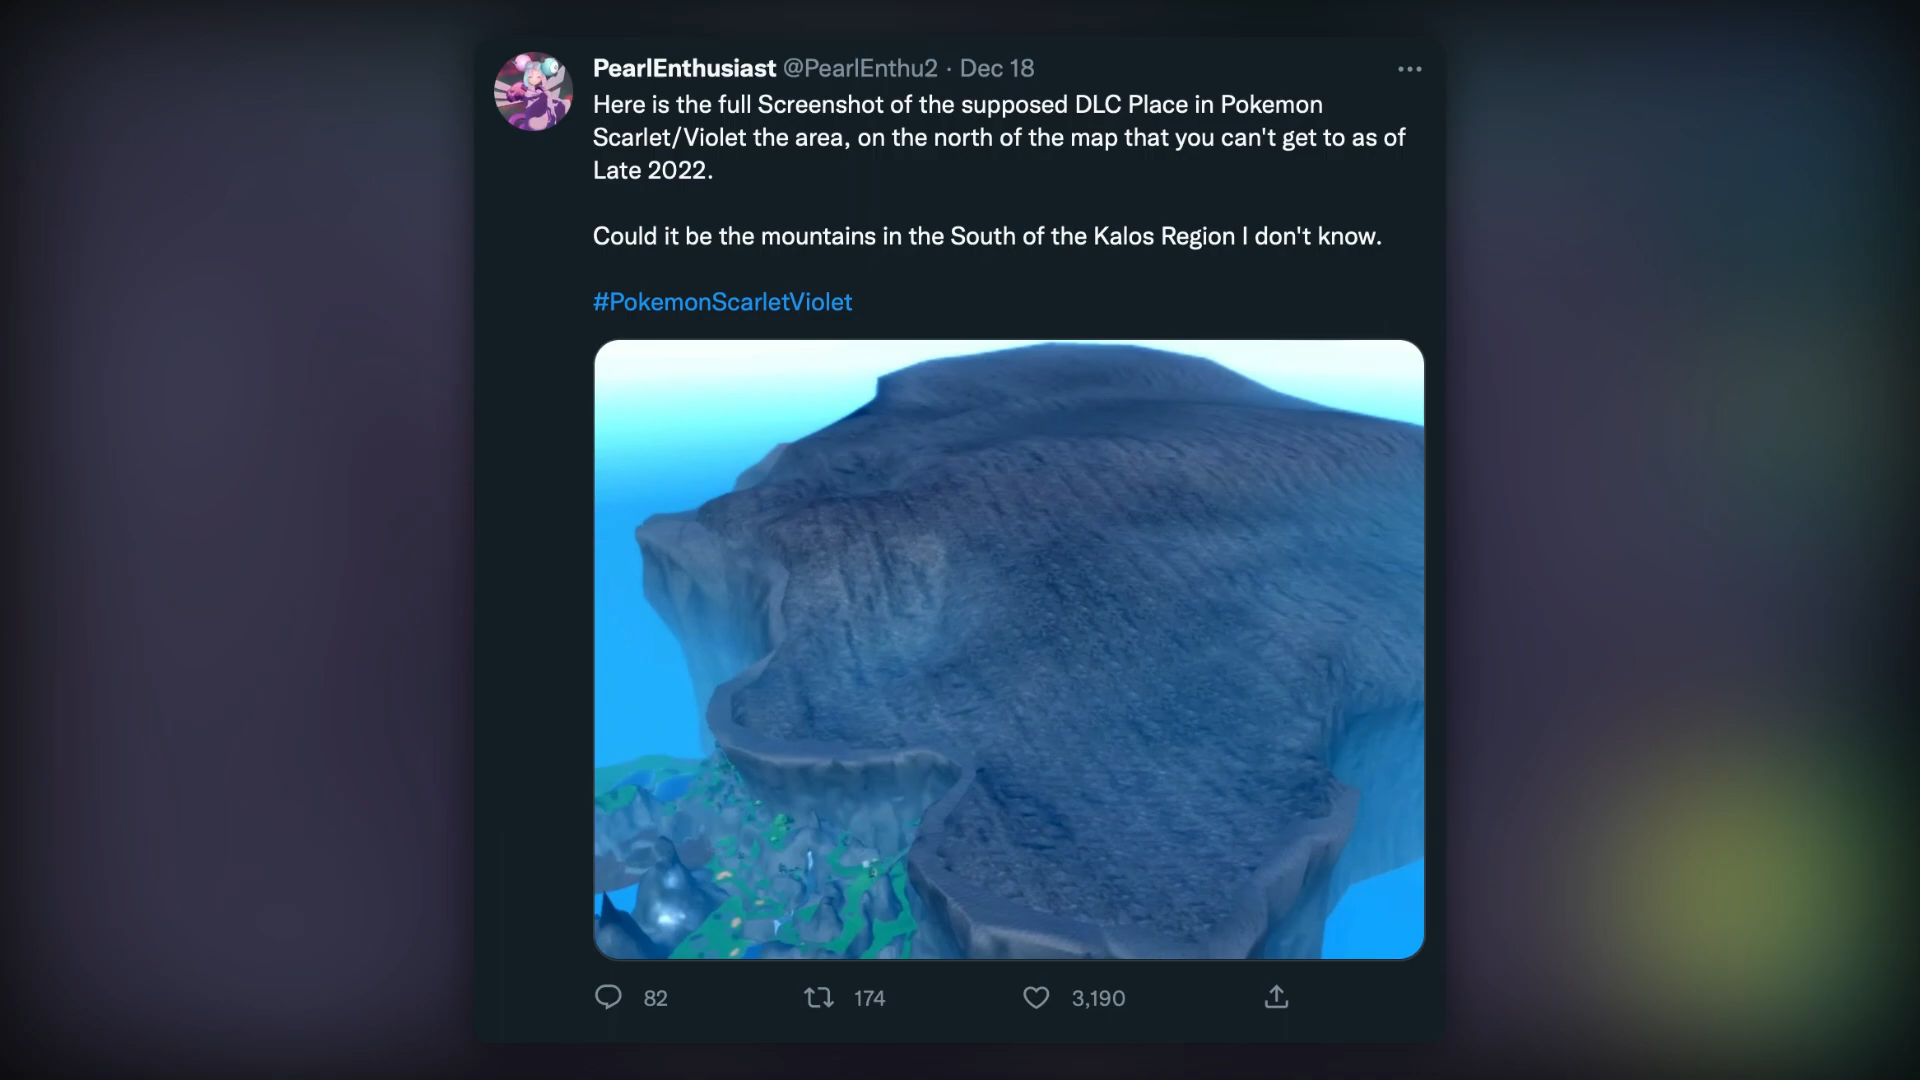 PearlEnthusiast @PearlEnthu2 · Dec 18
Here is the full Screenshot of the supposed DLC Place in Pokemon
Scarlet/Violet the area, on the north of the map that you can't get to as of
Late 2022.
Could it be the mountains in the South of the Kalos Region I don't know.
#PokemonScarletViolet
82 174 3,190